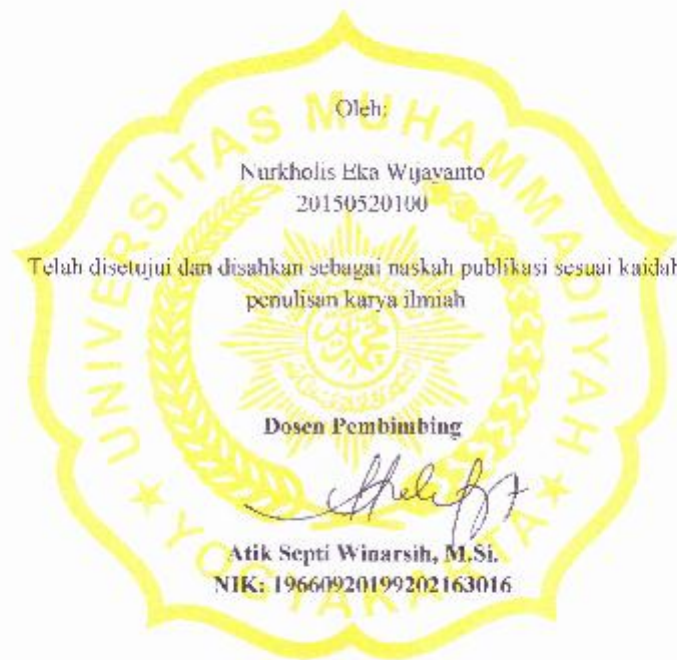 Oleh:
Nurkholis Eka Wijayanto
20150520100
Telah disetujui dan disahkan sebagai naskah publikasi sesuai kaidah
penulisan karya ilmiah
Dosen Pembimbing
Atik Septi Winarsih, M.Si.
NIK: 19660920199202163016
UNIVERSITAS MUHAMMADIYAH
YOGYAKARTA